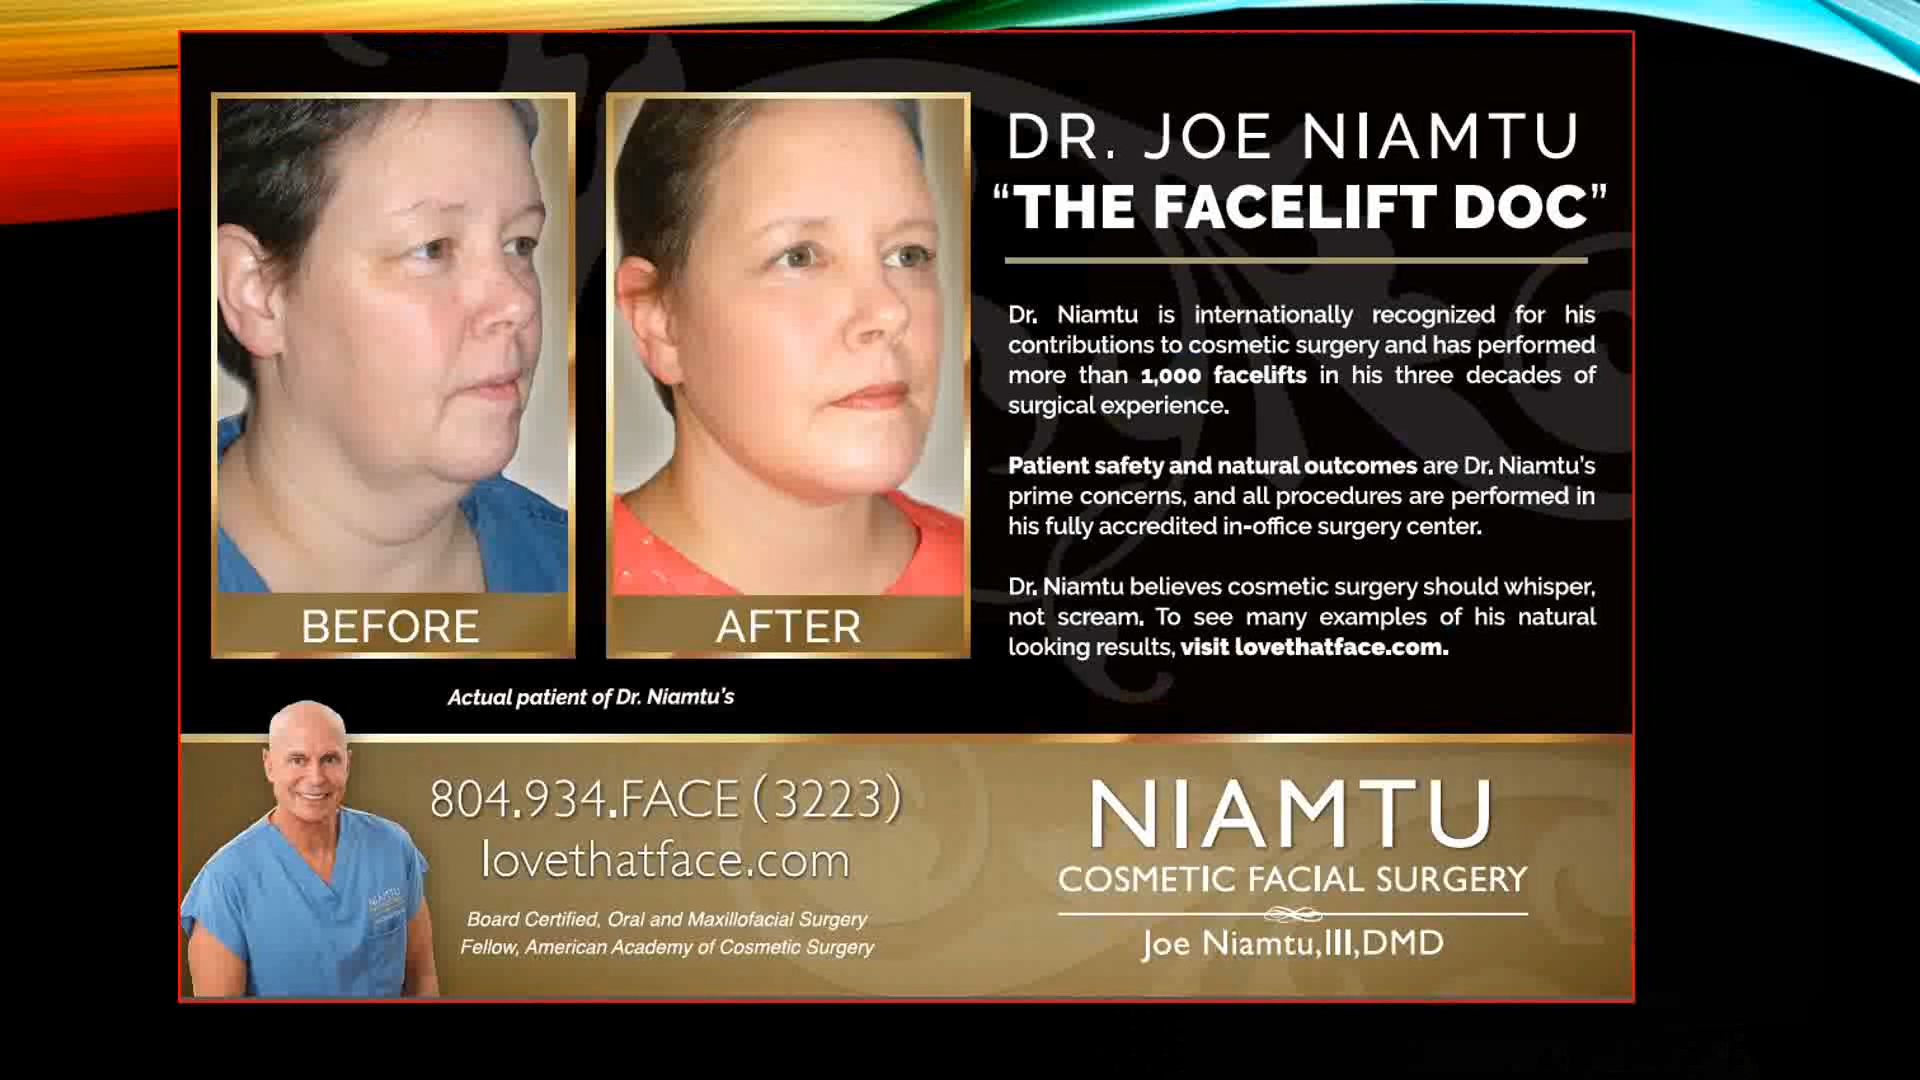 DR. JOE NIAMTU
“THE FACELIFT DOC”
Dr. Niamtu is internationally recognized for his
contributions to cosmetic surgery and has performed
more than 1,000 facelifts in his three decades of
surgical experience.
Patient safety and natural outcomes are Dr. Niamtu’s
prime concerns, and all procedures are performed in
his fully accredited in-office surgery center.
Dr. Niamtu believes cosmetic surgery should whisper,
not scream. To see many examples of his natural
looking results, visit lovethatface.com.
BEFORE
AFTER
Actual patient of Dr. Niamtu’s
804.934.FACE (3223)
lovethatface.com
Board Certified, Oral and Maxillofacial Surgery
Fellow, American Academy of Cosmetic Surgery
NIAMTU
NIAMTU
COSMETIC FACIAL SURGERY
Joe Niamtu,III,DMD